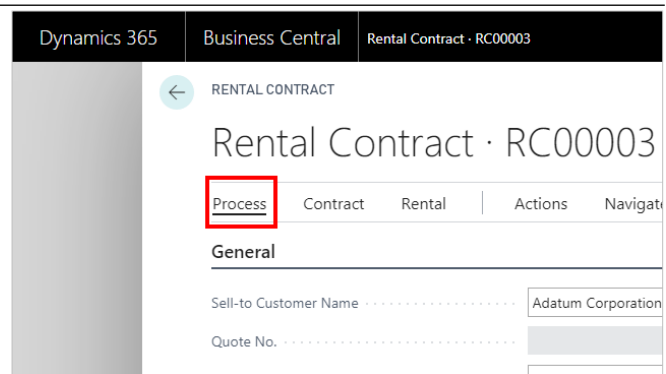 Dynamics 365 Business Central Rental Contract · RC00003
RENTAL CONTRACT
Rental Contract · RC00003
Process Contract Rental Actions Navigate
General
Sell-to Customer Name Adatum Corporation
Quote No.